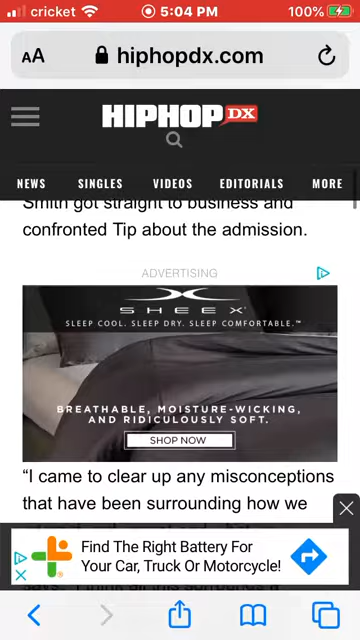 cricket 5:04 PM 100%
AA hiphopdx.com
HIPHOP DX
NEWS SINGLES VIDEOS EDITORIALS MORE
Smith got straight to business and
confronted Tip about the admission.
ADVERTISING
SHEEX
SLEEP COOL. SLEEP DRY. SLEEP COMFORTABLE.™
BREATHABLE, MOISTURE-WICKING,
AND RIDICULOUSLY SOFT.
SHOP NOW
“I came to clear up any misconceptions
that have been surrounding how we
Find The Right Battery For
Your Car, Truck Or Motorcycle!